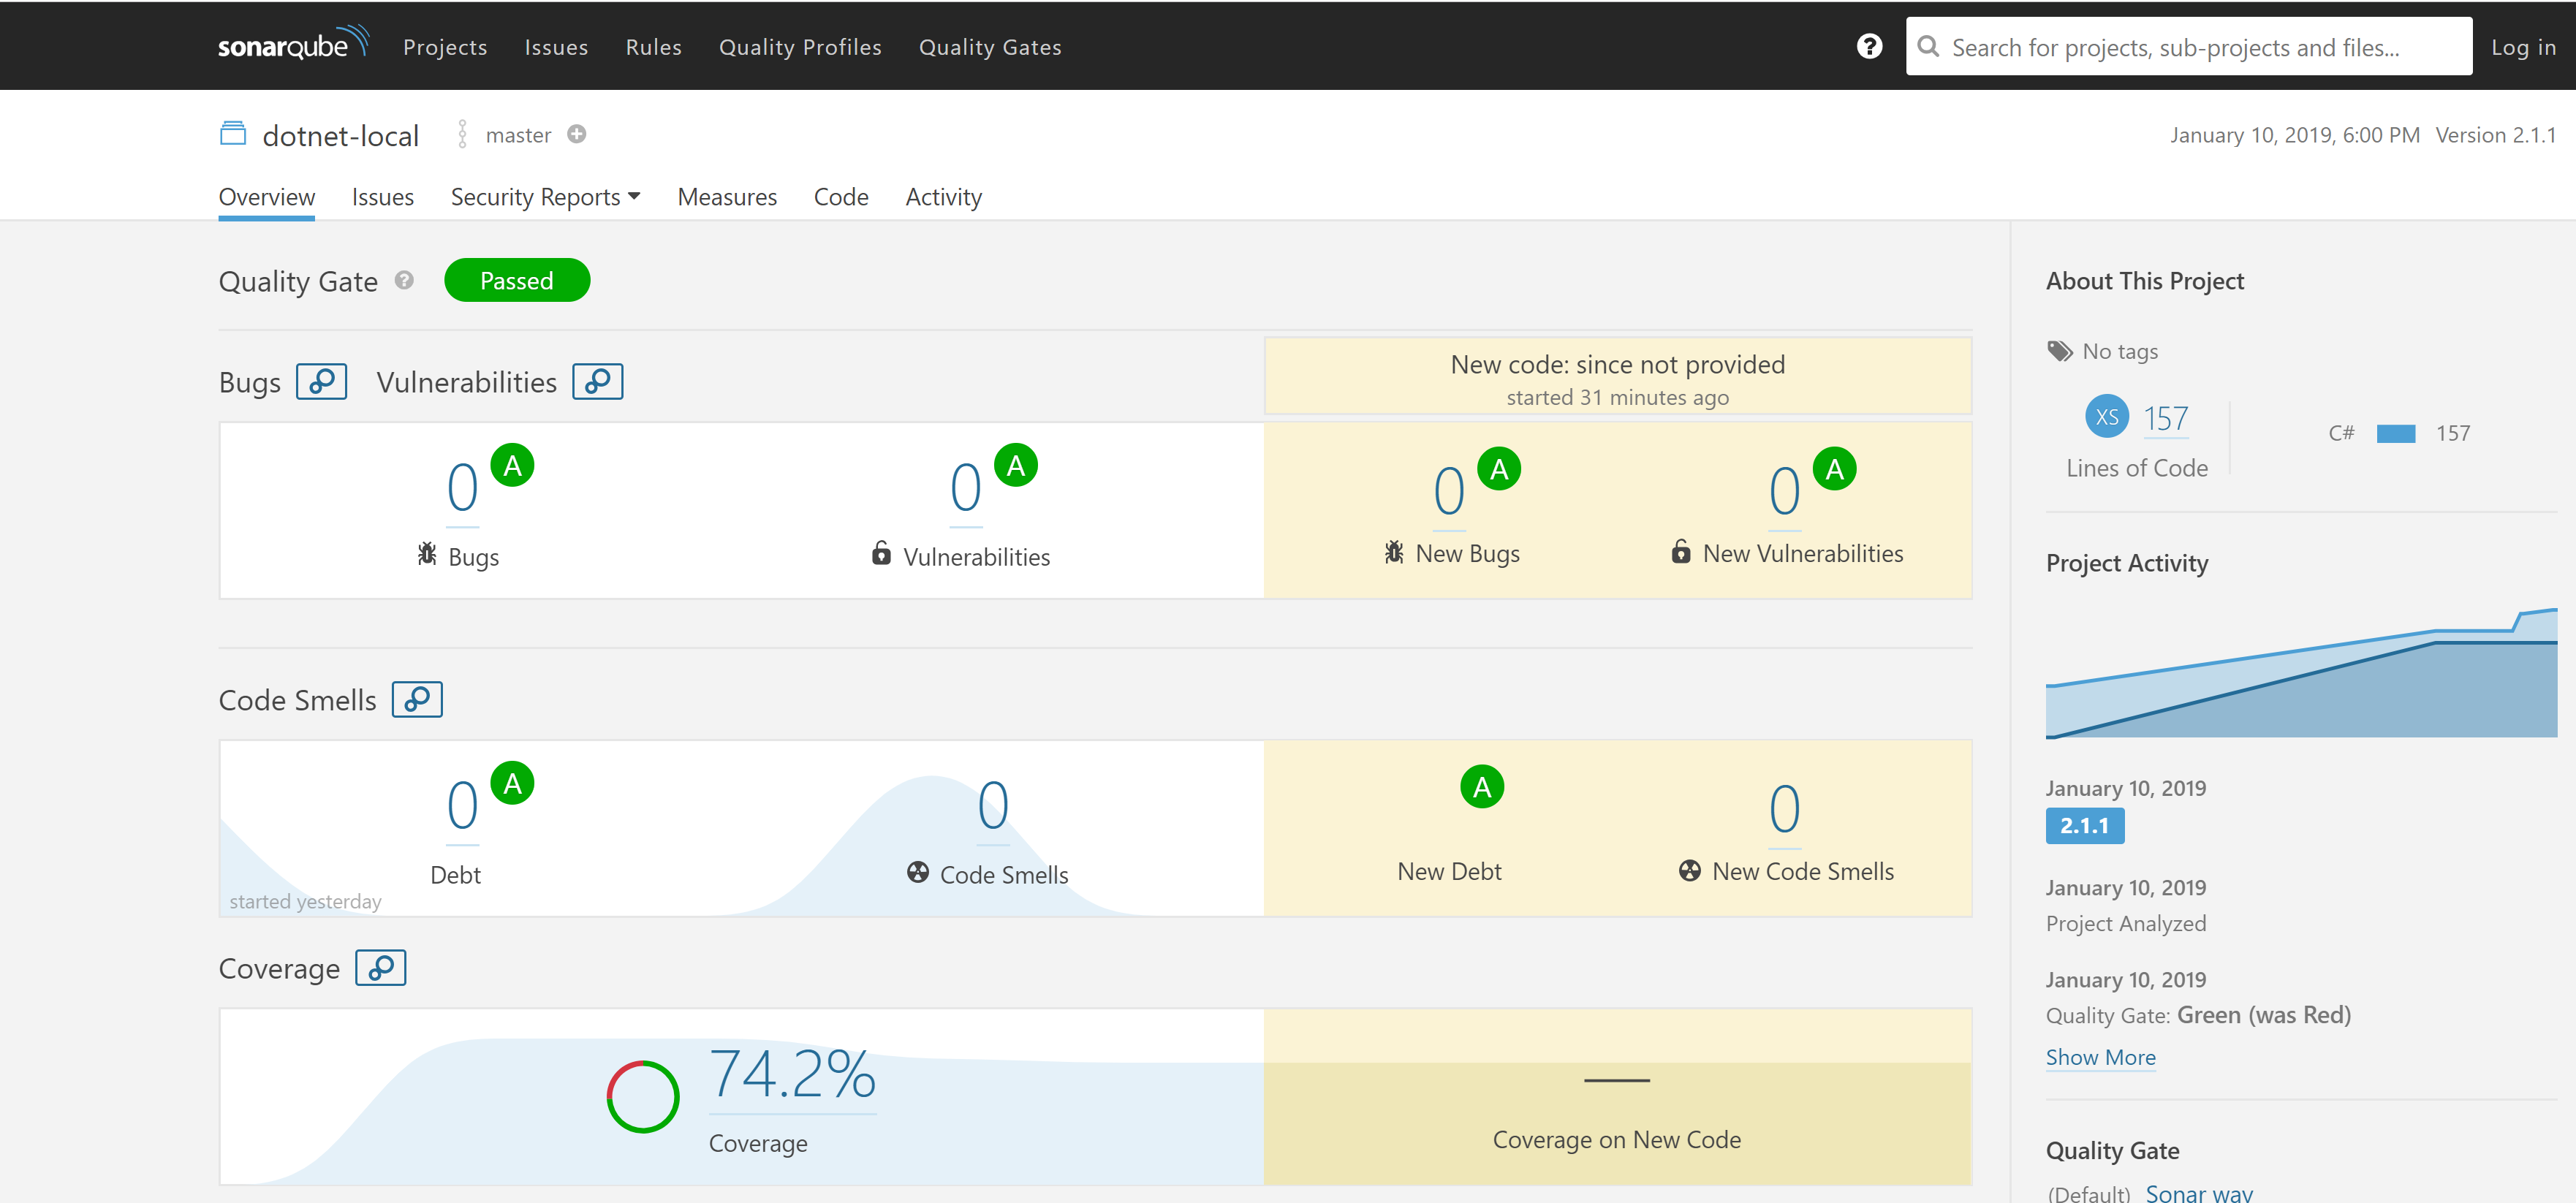 sonarqube Projects Issues Rules Quality Profiles Quality Gates ? Search for projects, sub-projects and files... Log in
dotnet-local master January 10, 2019, 6:00 PM Version 2.1.1
Overview Issues Security Reports Measures Code Activity
Quality Gate ? Passed
Bugs Vulnerabilities
New code: since not provided
started 31 minutes ago
0 A
Bugs
0 A
Vulnerabilities
0 A
New Bugs
0 A
New Vulnerabilities
Code Smells
0 A
Debt
started yesterday
0
Code Smells
A
New Debt
0
New Code Smells
Coverage
74.2%
Coverage
Coverage on New Code
About This Project
No tags
XS 157
Lines of Code
C# 157
Project Activity
January 10, 2019
2.1.1
January 10, 2019
Project Analyzed
January 10, 2019
Quality Gate: Green (was Red)
Show More
Quality Gate
(Default) Sonar way